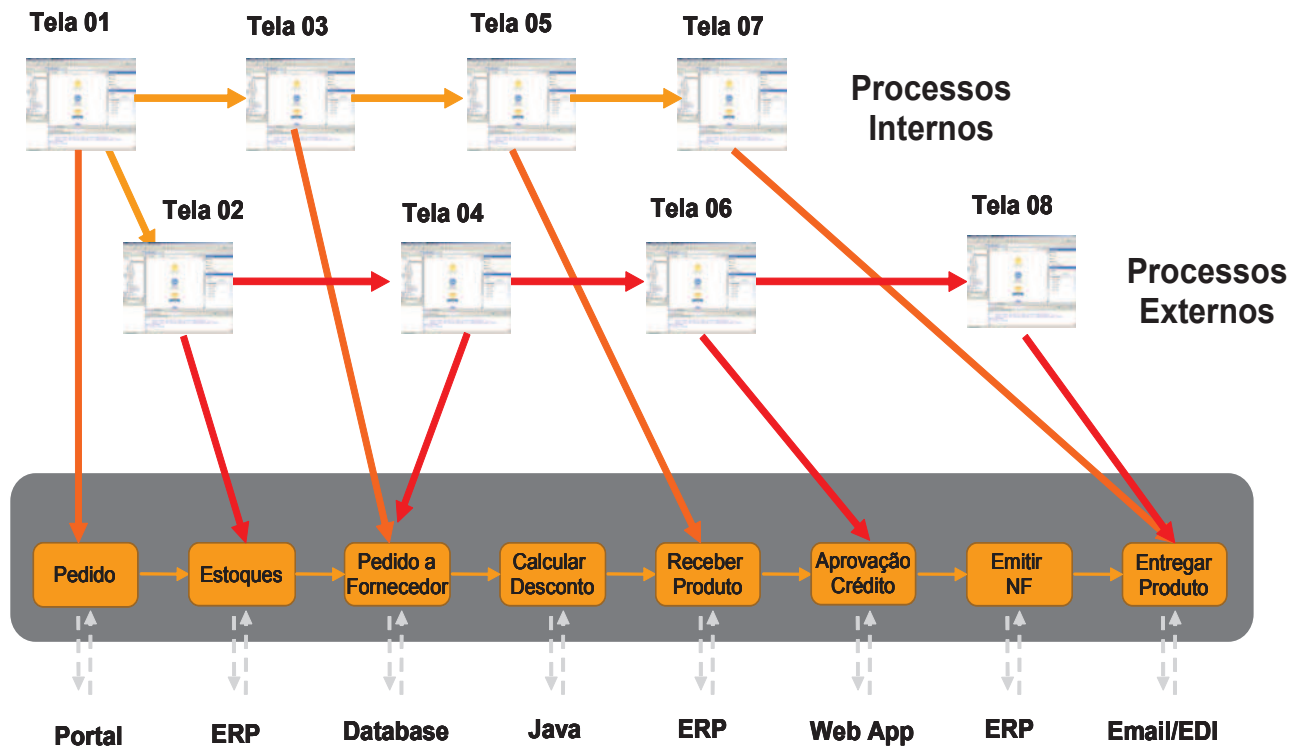 Tela 01
Tela 03
Tela 05
Tela 07
Processos
Internos
Tela 02
Tela 04
Tela 06
Tela 08
Processos
Externos
Pedido
Estoques
Pedido a
Fornecedor
Calcular
Desconto
Receber
Produto
Aprovação
Crédito
Emitir
NF
Entregar
Produto
Portal
ERP
Database
Java
ERP
Web App
ERP
Email/EDI